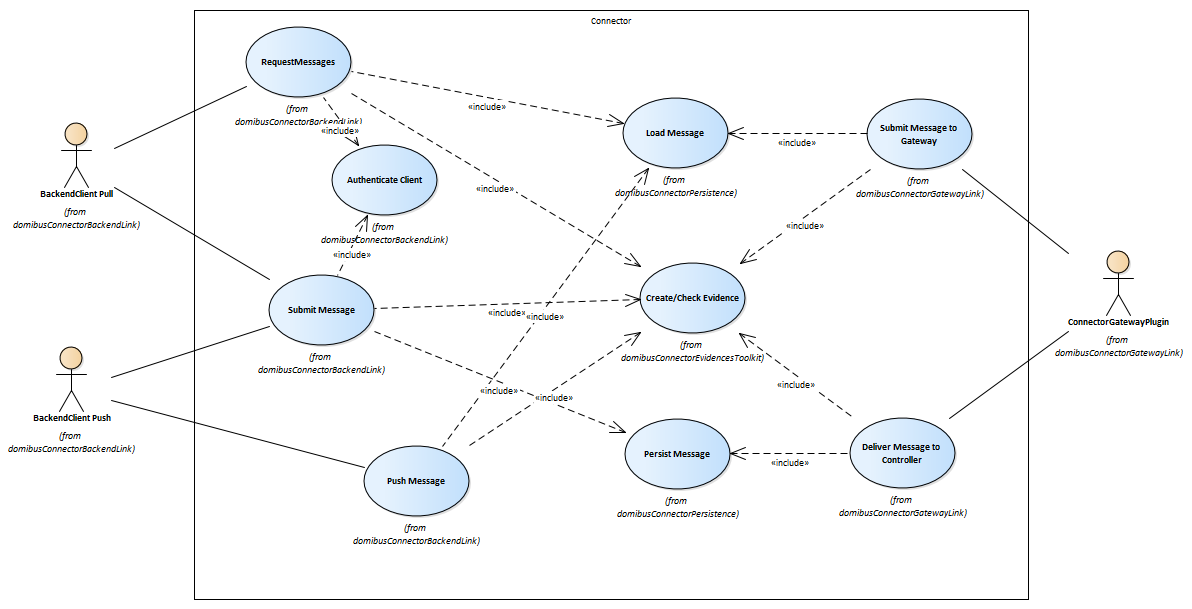 Connector
RequestMessages
(from
domibusConnectorBackendLink)
«include»
«include»
«include»
Load Message
(from
domibusConnectorPersistence)
Submit Message to
Gateway
(from
domibusConnectorGatewayLink)
«include»
«include»
BackendClient Pull
(from
domibusConnectorBackendLink)
Authenticate Client
(from
domibusConnectorBackendLink)
«include»
Submit Message
(from
domibusConnectorBackendLink)
«include»
«include»
Create/Check Evidence
(from
domibusConnectorEvidencesToolkit)
ConnectorGatewayPlugin
(from
domibusConnectorGatewayLink)
BackendClient Push
(from
domibusConnectorBackendLink)
«include»
«include»
«include»
Push Message
(from
domibusConnectorBackendLink)
Persist Message
(from
domibusConnectorPersistence)
«include»
Deliver Message to
Controller
(from
domibusConnectorGatewayLink)